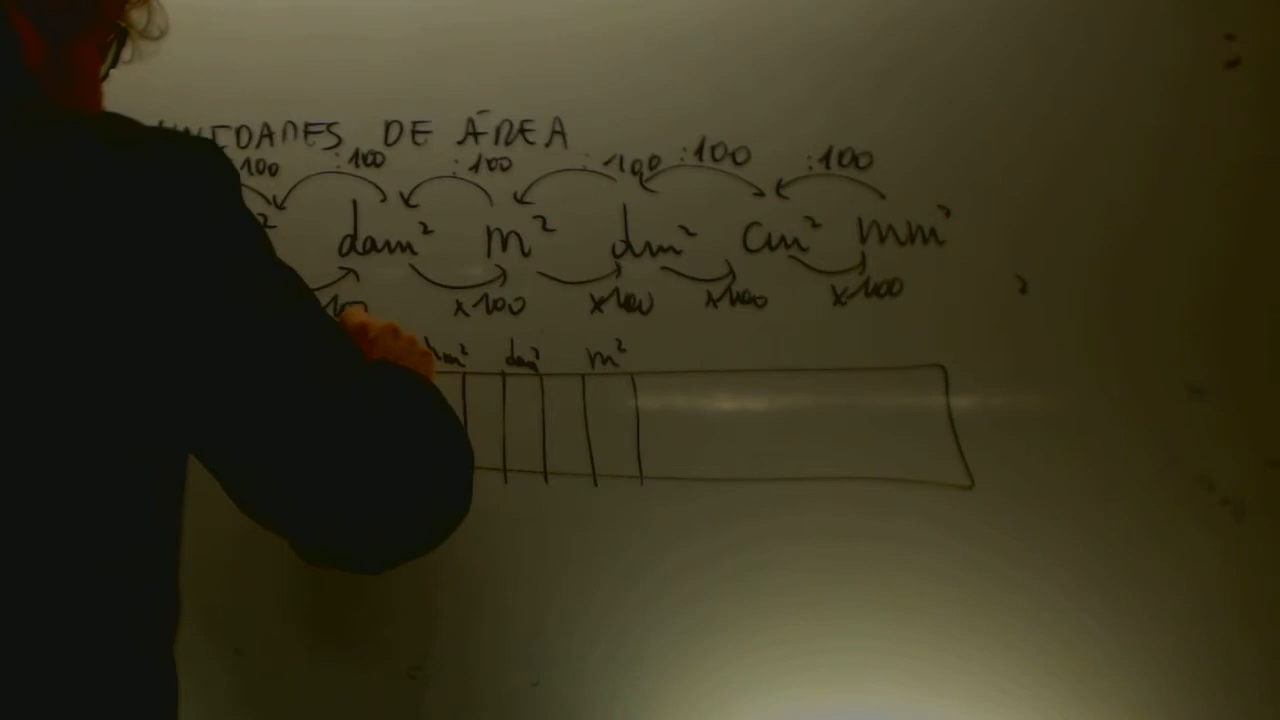 UNIDADES DE ÁREA
:100 :100 :100 :100 :100 :100
dam² m² dm² cm² mm²
x100 x100 x100 x100
hm² dam² m²